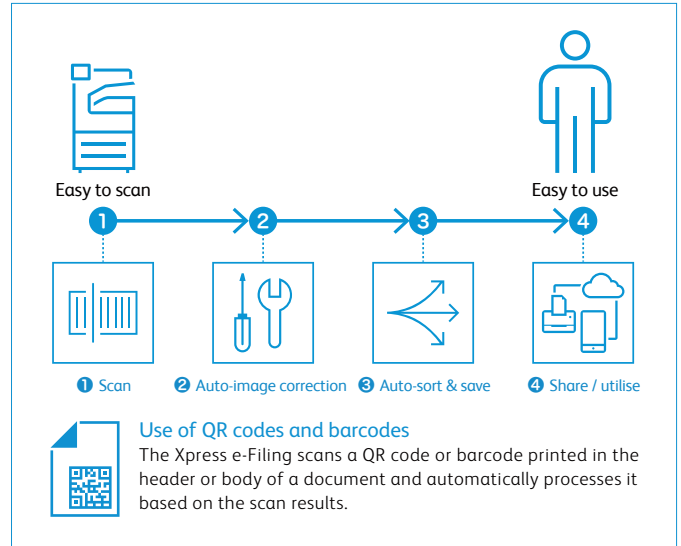 Easy to scan
Easy to use
1
2
3
4
❶ Scan
❷ Auto-image correction
❸ Auto-sort & save
❹ Share / utilise
Use of QR codes and barcodes
The Xpress e-Filing scans a QR code or barcode printed in the
header or body of a document and automatically processes it
based on the scan results.